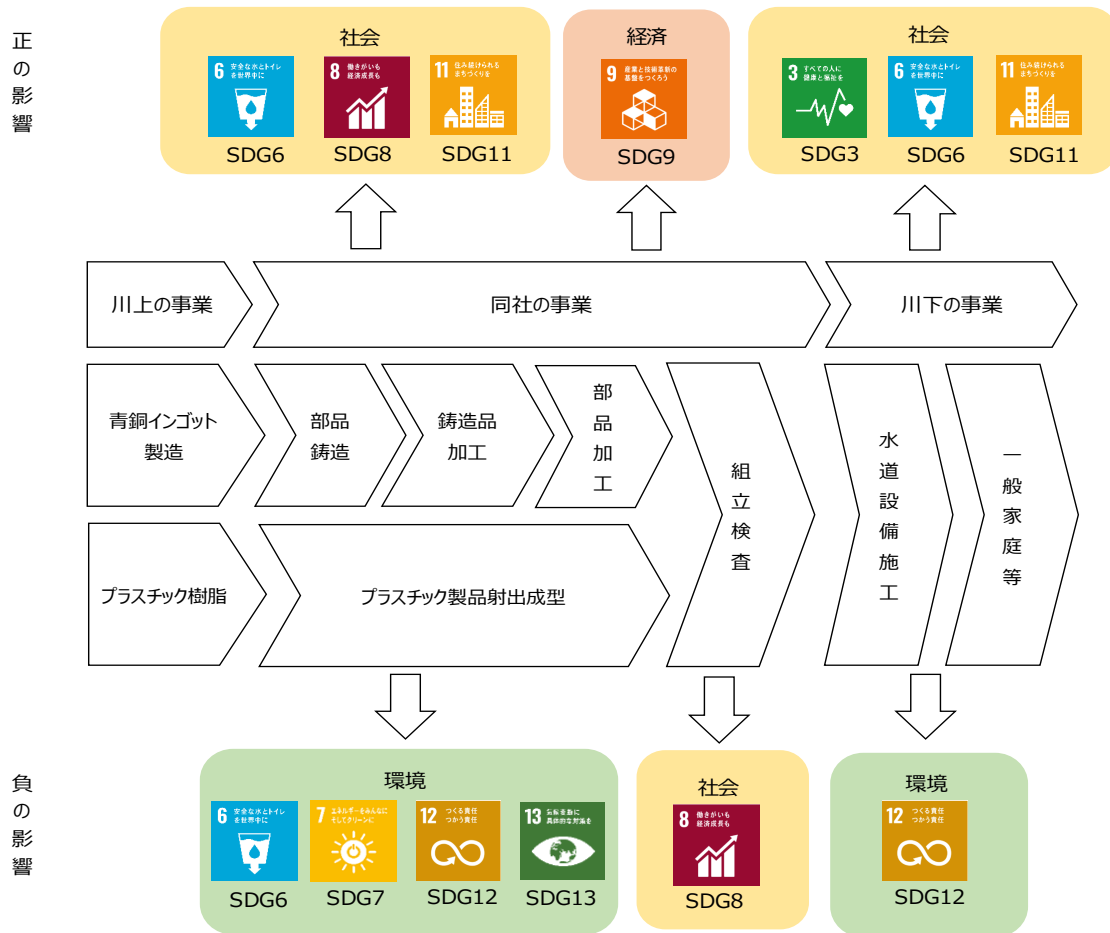 正の影響
社会
6 安全な水とトイレ
を世界中に
SDG6
8 働きがいも
経済成長も
SDG8
11 住み続けられる
まちづくりを
SDG11
経済
9 産業と技術革新の
基盤をつくろう
SDG9
社会
3 すべての人に
健康と福祉を
SDG3
6 安全な水とトイレ
を世界中に
SDG6
11 住み続けられる
まちづくりを
SDG11
川上の事業
同社の事業
川下の事業
青銅インゴット
製造
部品
鋳造
鋳造品
加工
部品加工
組立検査
水道設備施工
一般家庭等
プラスチック樹脂
プラスチック製品射出成型
負の影響
環境
6 安全な水とトイレ
を世界中に
SDG6
7 エネルギーをみんなに
そしてクリーンに
SDG7
12 つくる責任
つかう責任
SDG12
13 気候変動に
具体的な対策を
SDG13
社会
8 働きがいも
経済成長も
SDG8
環境
12 つくる責任
つかう責任
SDG12